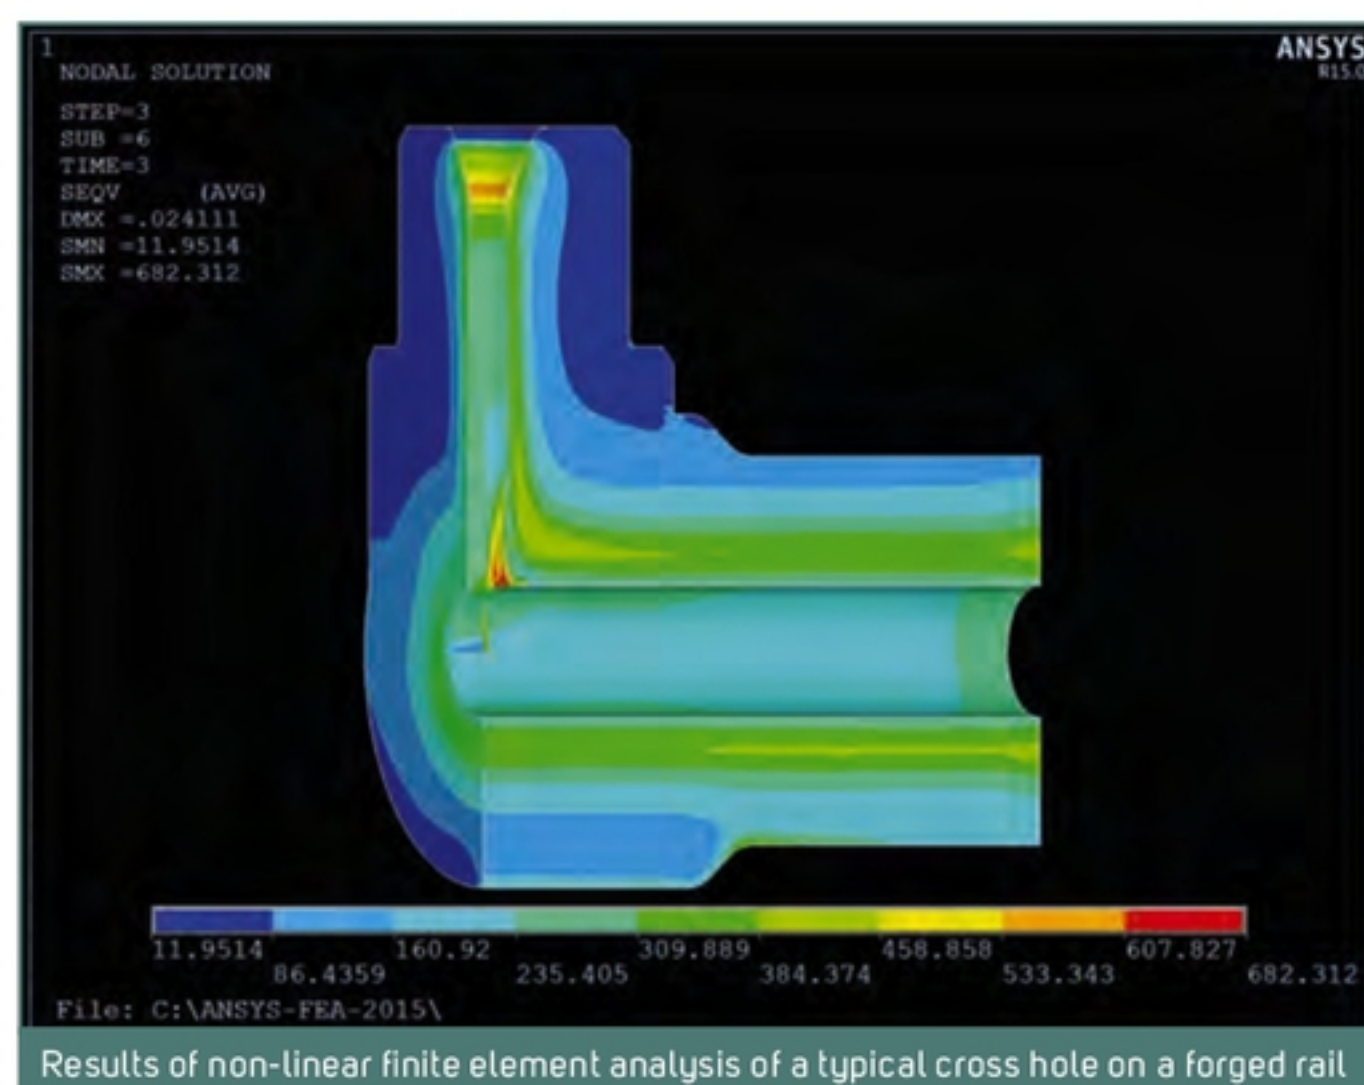 1
NODAL SOLUTION
STEP=3
SUB =6
TIME=3
SEQV (AVG)
DMX =.024111
SMN =11.9514
SMX =682.312
ANSYS
R15.0
11.9514 160.92 309.889 458.858 607.827
86.4359 235.405 384.374 533.343 682.312
File: C:\ANSYS-FEA-2015\
Results of non-linear finite element analysis of a typical cross hole on a forged rail